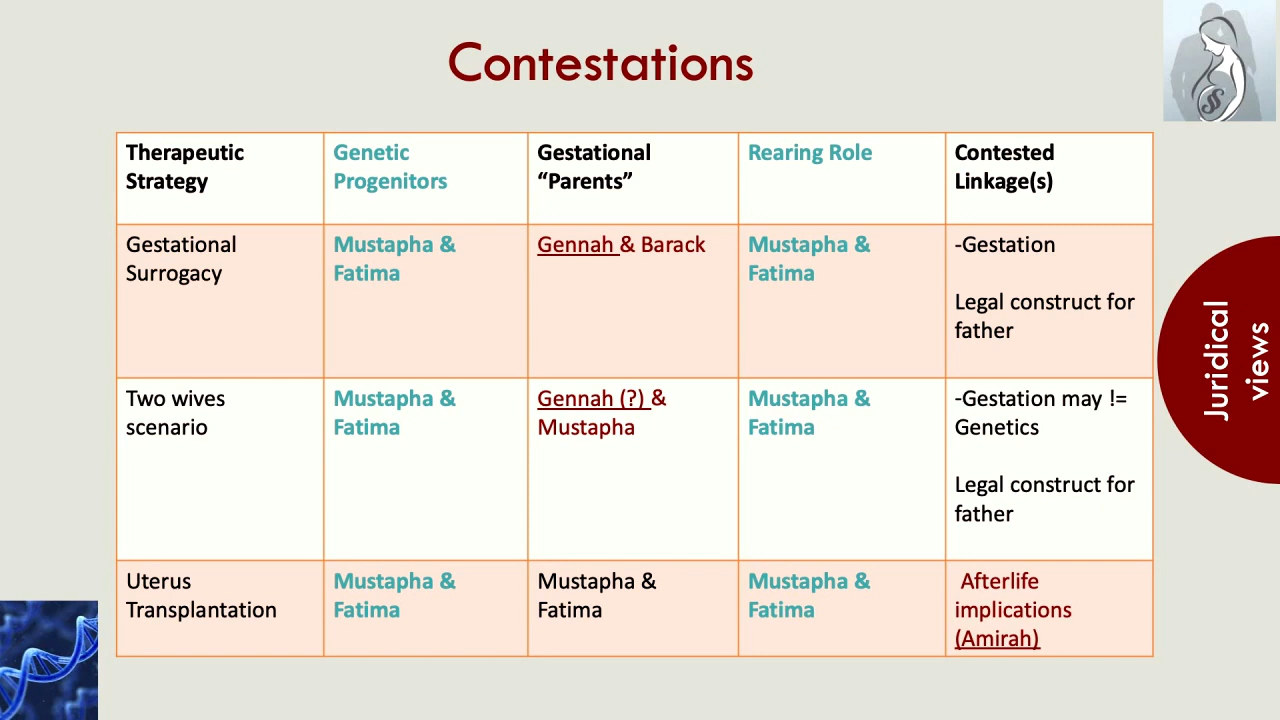 Contestations
Therapeutic
Strategy
Genetic
Progenitors
Gestational
“Parents”
Rearing Role
Contested
Linkage(s)
Gestational
Surrogacy
Mustapha &
Fatima
Gennah & Barack
Mustapha &
Fatima
-Gestation
Legal construct for
father
Two wives
scenario
Mustapha &
Fatima
Gennah (?) &
Mustapha
Mustapha &
Fatima
-Gestation may !=
Genetics
Legal construct for
father
Uterus
Transplantation
Mustapha &
Fatima
Mustapha &
Fatima
Mustapha &
Fatima
Afterlife
implications
(Amirah)
Juridical
views
§